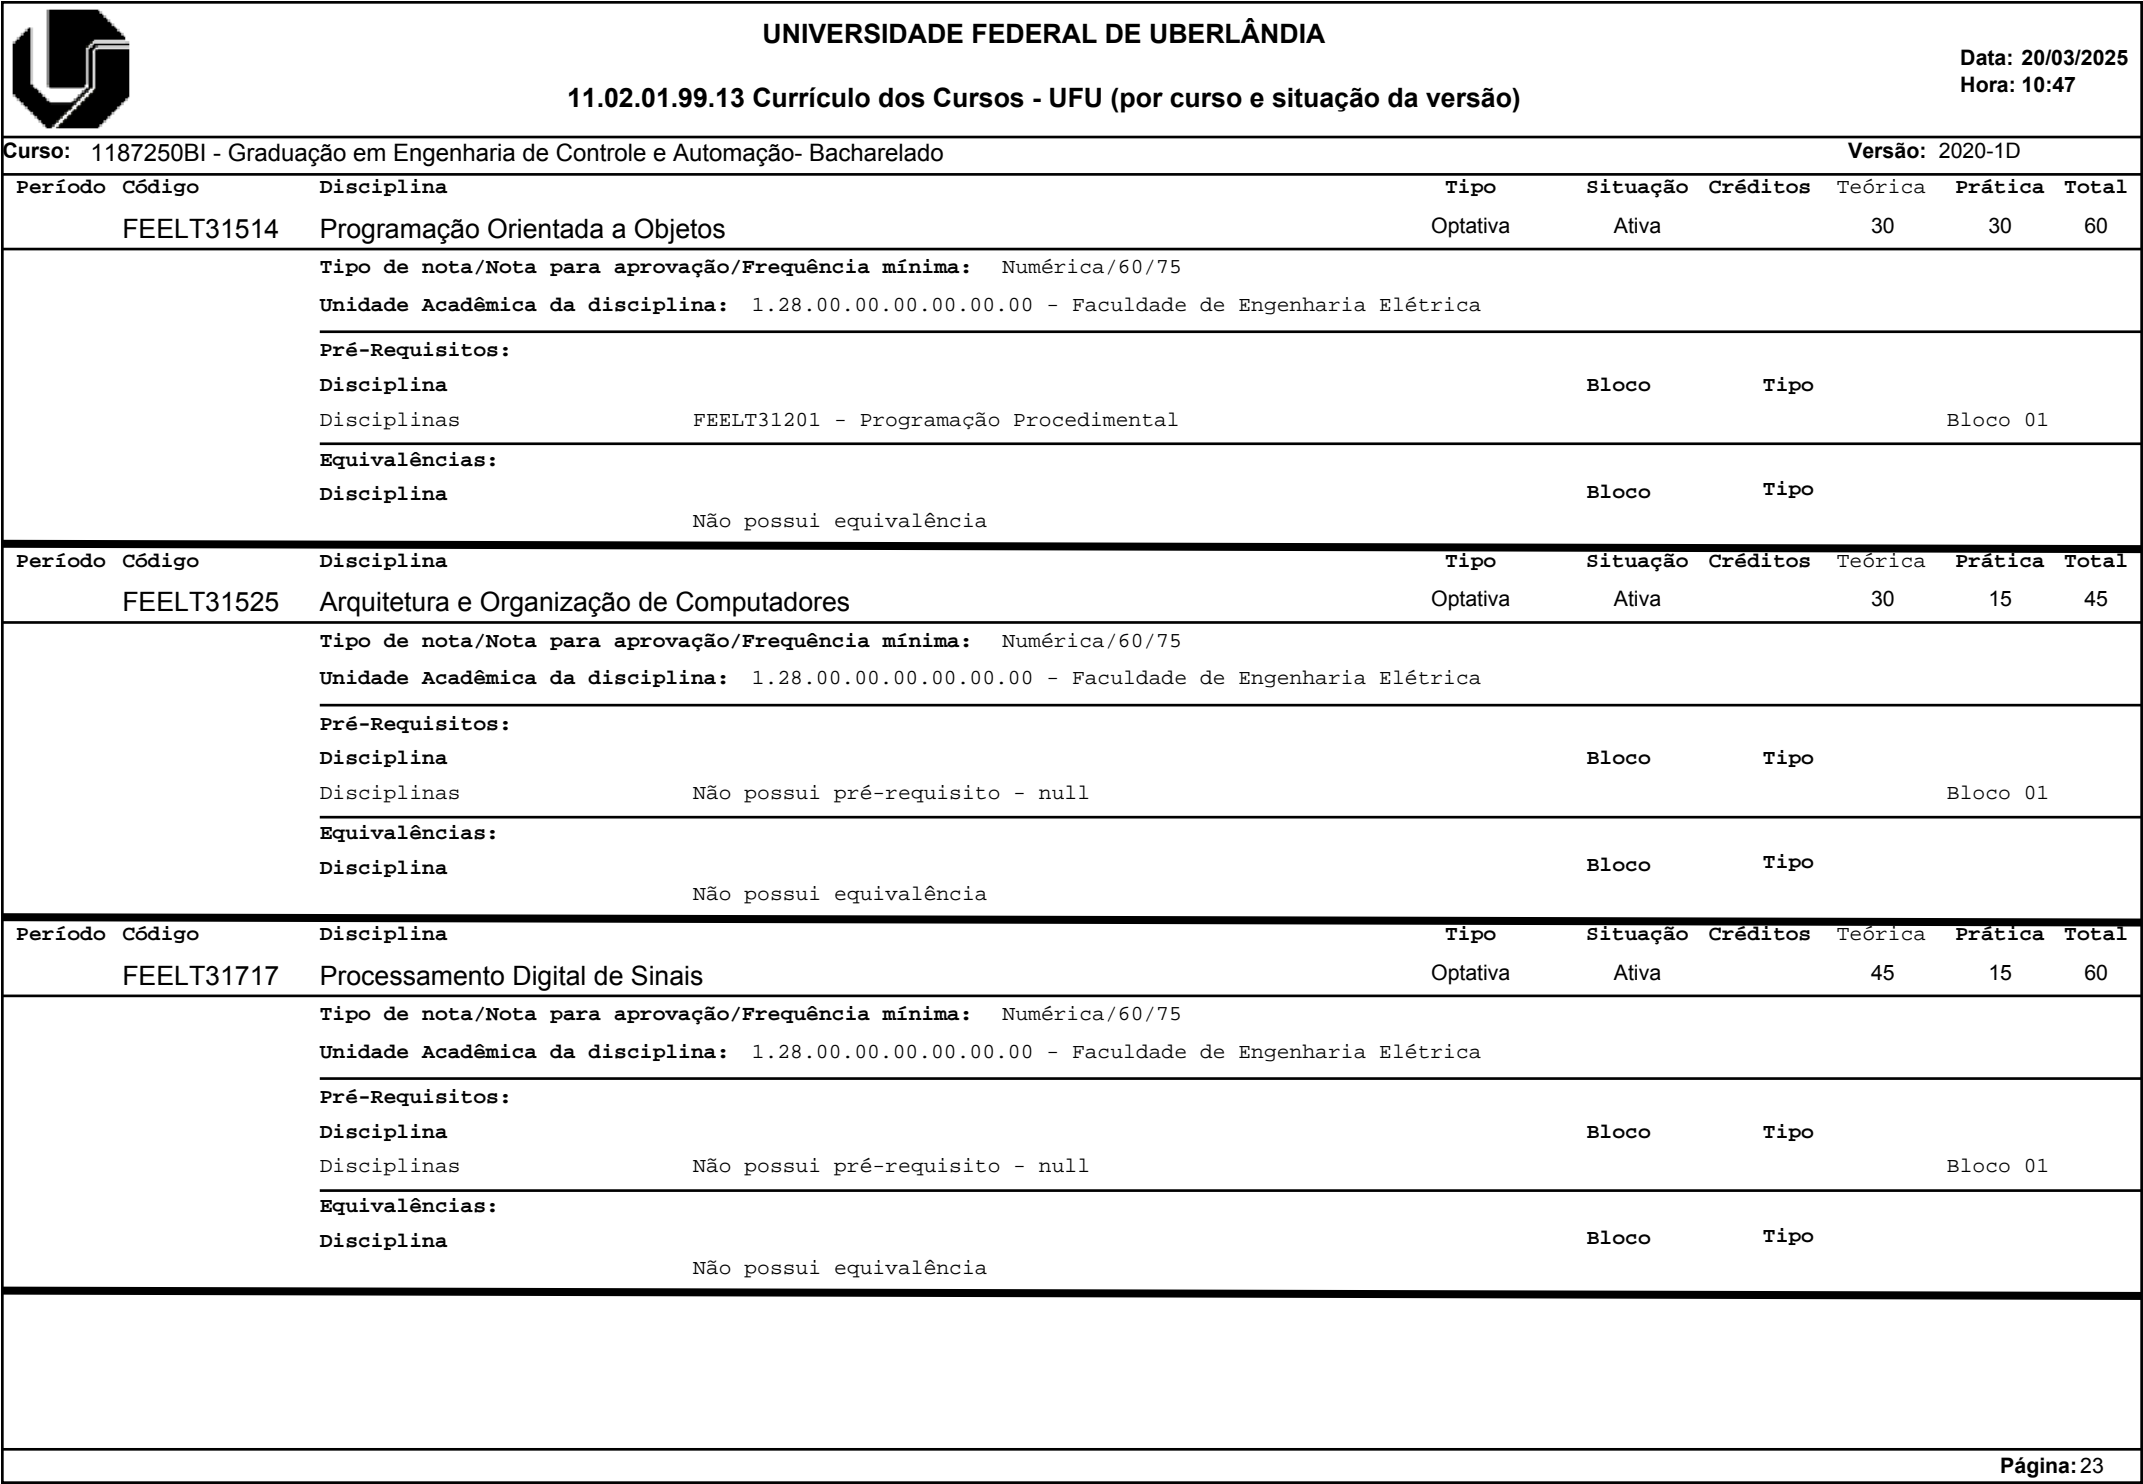 UNIVERSIDADE FEDERAL DE UBERLÂNDIA
Data: 20/03/2025
Hora: 10:47
11.02.01.99.13 Currículo dos Cursos - UFU (por curso e situação da versão)
Curso: 1187250BI - Graduação em Engenharia de Controle e Automação- Bacharelado Versão: 2020-1D
Período Código Disciplina Tipo Situação Créditos Teórica Prática Total
FEELT31514 Programação Orientada a Objetos Optativa Ativa 30 30 60
Tipo de nota/Nota para aprovação/Frequência mínima: Numérica/60/75
Unidade Acadêmica da disciplina: 1.28.00.00.00.00.00.00 - Faculdade de Engenharia Elétrica
Pré-Requisitos:
Disciplina Bloco Tipo
Disciplinas FEELT31201 - Programação Procedimental Bloco 01
Equivalências:
Disciplina Bloco Tipo
Não possui equivalência
Período Código Disciplina Tipo Situação Créditos Teórica Prática Total
FEELT31525 Arquitetura e Organização de Computadores Optativa Ativa 30 15 45
Tipo de nota/Nota para aprovação/Frequência mínima: Numérica/60/75
Unidade Acadêmica da disciplina: 1.28.00.00.00.00.00.00 - Faculdade de Engenharia Elétrica
Pré-Requisitos:
Disciplina Bloco Tipo
Disciplinas Não possui pré-requisito - null Bloco 01
Equivalências:
Disciplina Bloco Tipo
Não possui equivalência
Período Código Disciplina Tipo Situação Créditos Teórica Prática Total
FEELT31717 Processamento Digital de Sinais Optativa Ativa 45 15 60
Tipo de nota/Nota para aprovação/Frequência mínima: Numérica/60/75
Unidade Acadêmica da disciplina: 1.28.00.00.00.00.00.00 - Faculdade de Engenharia Elétrica
Pré-Requisitos:
Disciplina Bloco Tipo
Disciplinas Não possui pré-requisito - null Bloco 01
Equivalências:
Disciplina Bloco Tipo
Não possui equivalência
Página: 23